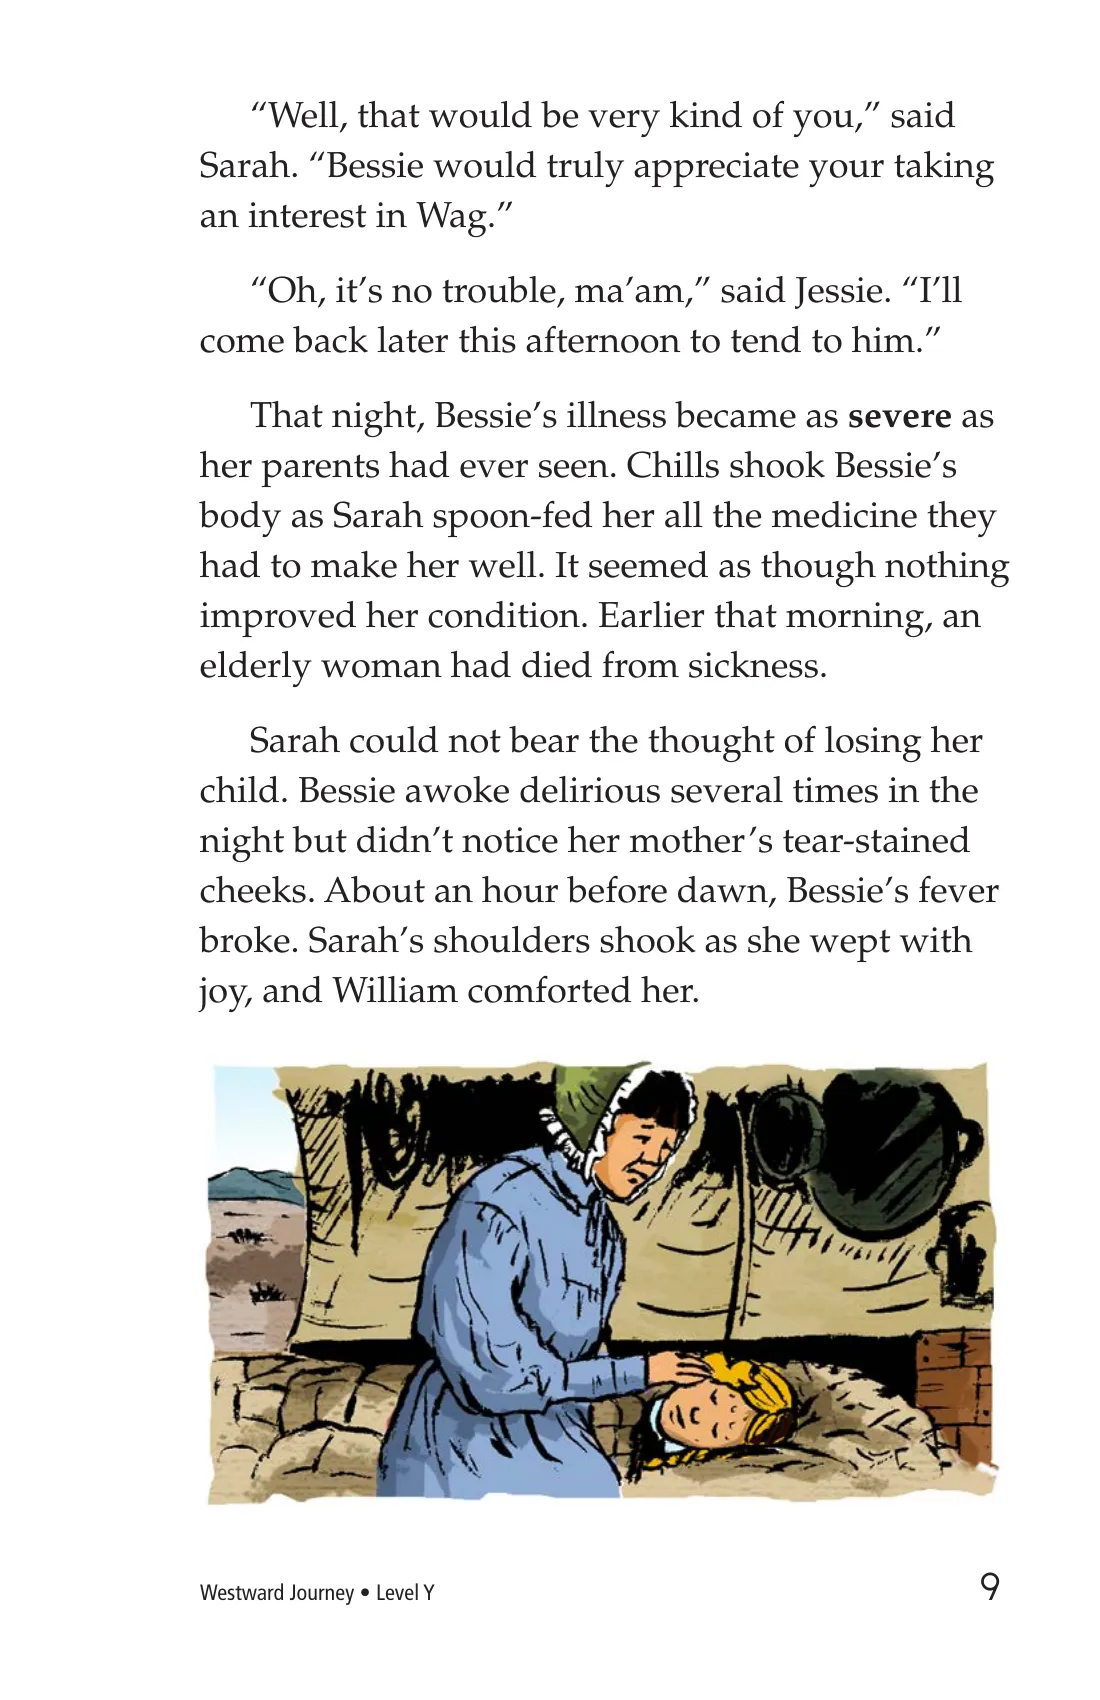 “Well, that would be very kind of you,” said
Sarah. “Bessie would truly appreciate your taking
an interest in Wag.”
“Oh, it’s no trouble, ma’am,” said Jessie. “I’ll
come back later this afternoon to tend to him.”
That night, Bessie’s illness became as severe as
her parents had ever seen. Chills shook Bessie’s
body as Sarah spoon-fed her all the medicine they
had to make her well. It seemed as though nothing
improved her condition. Earlier that morning, an
elderly woman had died from sickness.
Sarah could not bear the thought of losing her
child. Bessie awoke delirious several times in the
night but didn’t notice her mother’s tear-stained
cheeks. About an hour before dawn, Bessie’s fever
broke. Sarah’s shoulders shook as she wept with
joy, and William comforted her.
Westward Journey • Level Y
9